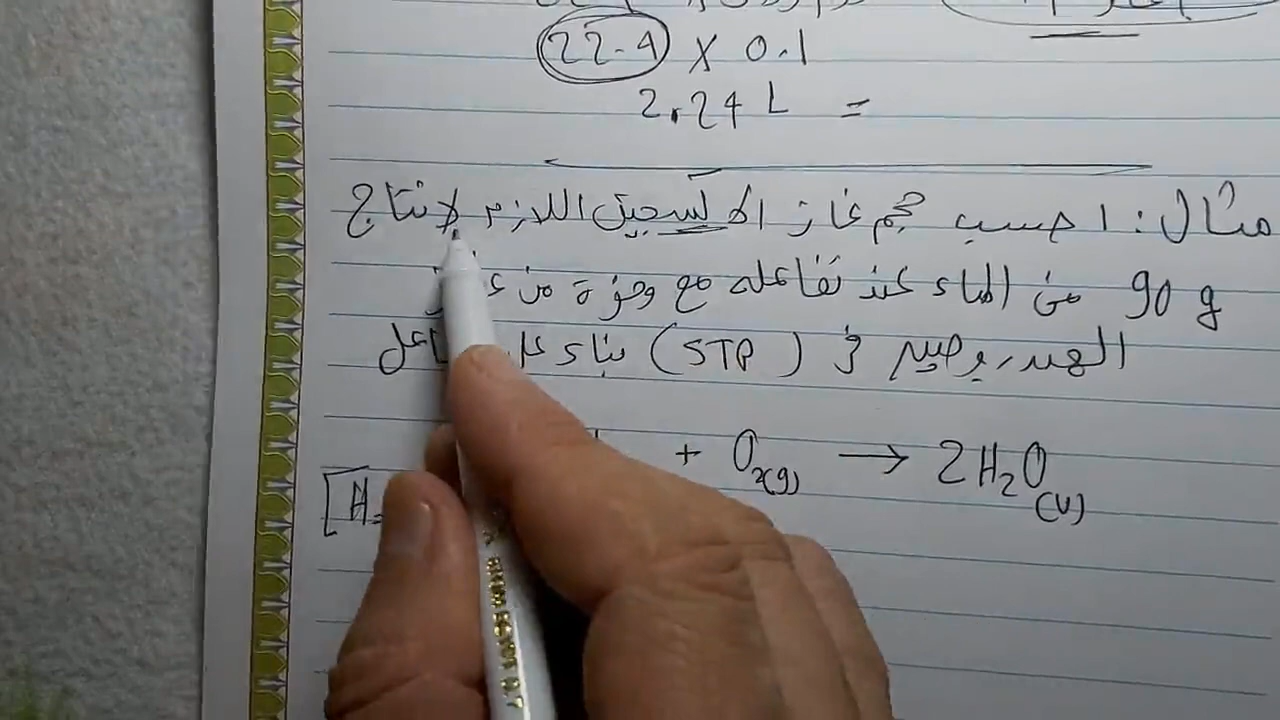 22.4 X 0.1
2.24 L =
مثال: احسب حجم غاز الاكسجين اللازم لإنتاج
90 g من الماء عند تفاعله مع وفرة من
الهيدروجين في (STP) بناء على
+ O2(g) → 2H2O(l)
[H